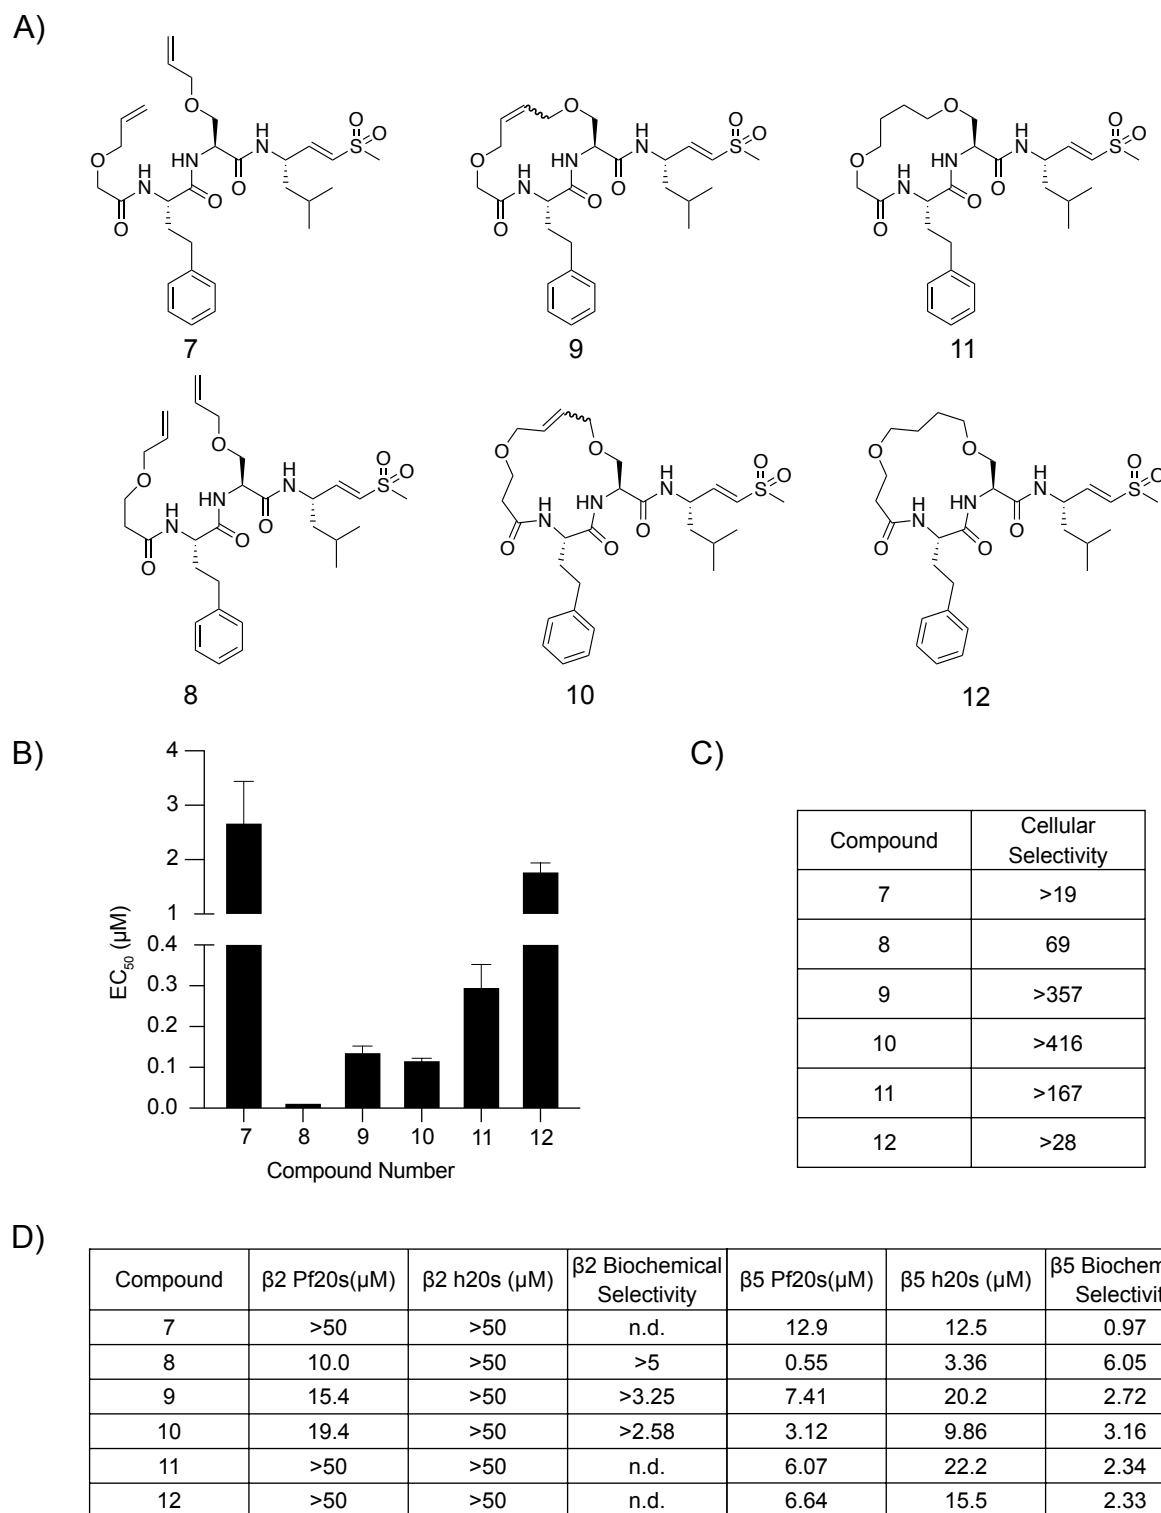 A)
7
9
11
8
10
12
B)
EC50 (µM)
4
3
2
1
0.4
0.3
0.2
0.1
0.0
7 8 9 10 11 12
Compound Number
C)
Compound Cellular Selectivity
7 >19
8 69
9 >357
10 >416
11 >167
12 >28
D)
Compound β2 Pf20s(µM) β2 h20s (µM) β2 Biochemical Selectivity β5 Pf20s(µM) β5 h20s (µM) β5 Biochem Selectivit
7 >50 >50 n.d. 12.9 12.5 0.97
8 10.0 >50 >5 0.55 3.36 6.05
9 15.4 >50 >3.25 7.41 20.2 2.72
10 19.4 >50 >2.58 3.12 9.86 3.16
11 >50 >50 n.d. 6.07 22.2 2.34
12 >50 >50 n.d. 6.64 15.5 2.33